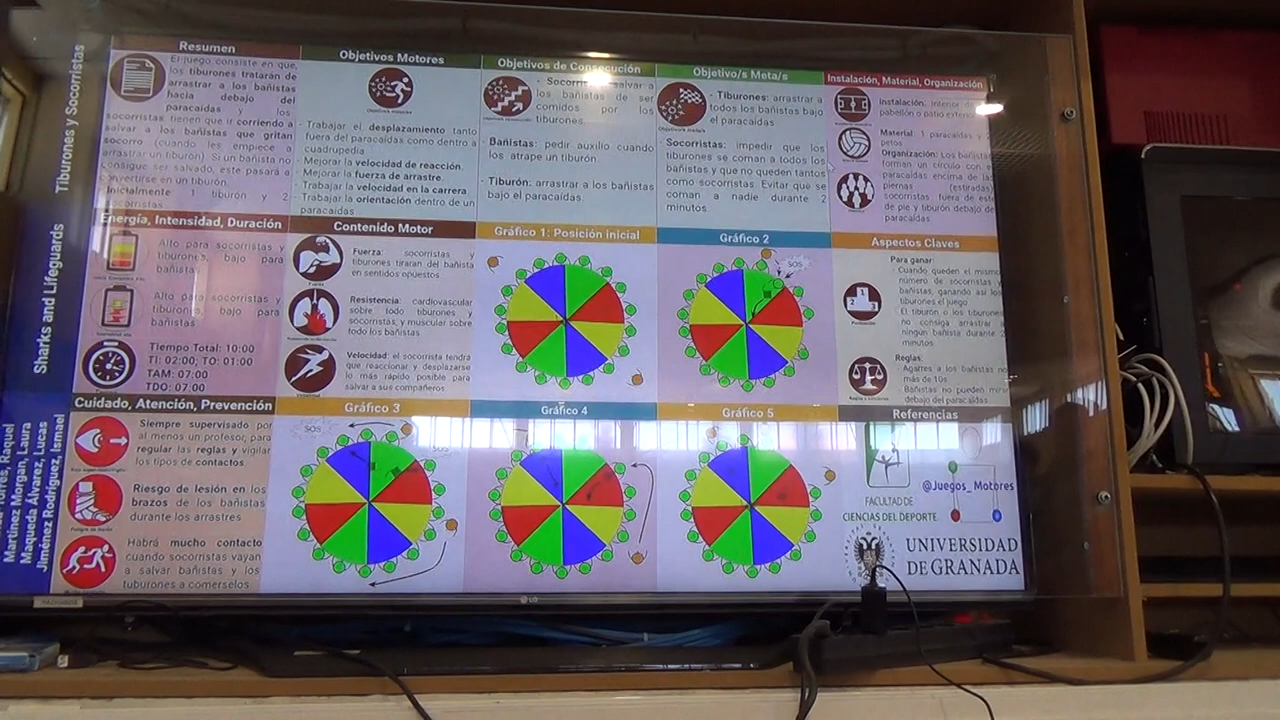 Tiburones y Socorristas
Sharks and Lifeguards
Martínez Morgan, Laura
Maqueda Álvarez, Lucas
Jiménez Rodríguez, Ismael
Resumen
El juego consiste en que,
los tiburones tratarán de
arrastrar a los bañistas
hacia debajo del
paracaídas y los
socorristas tienen que ir corriendo a
salvar a los bañistas que gritan
socorro (cuando les empiece a
arrastrar un tiburón). Si un bañista no
consigue ser salvado, este pasará a
convertirse en un tiburón.
Inicialmente 1 tiburón y 2
socorristas
Objetivos Motores
- Trabajar el desplazamiento tanto
fuera del paracaídas como dentro a
cuadrupedia
- Mejorar la velocidad de reacción.
- Mejorar la fuerza de arrastre.
- Trabajar la velocidad en la carrera.
- Trabajar la orientación dentro de un
paracaídas
Objetivos de Consecución
- Socorristas: salvar a
los bañistas de ser
comidos por los
tiburones.
- Bañistas: pedir auxilio cuando
los atrape un tiburón.
- Tiburón: arrastrar a los bañistas
bajo el paracaídas.
Objetivo/s Meta/s
- Tiburones: arrastrar a
todos los bañistas bajo
el paracaídas
- Socorristas: impedir que los
tiburones se coman a todos los
bañistas y que no queden tantos
como socorristas. Evitar que se
coman a nadie durante 2
minutos.
Instalación, Material, Organización
Instalación: Interior de
pabellón o patio exterior
Material: 1 paracaídas y 2
petos
Organización: Los bañistas
forman un círculo con el
paracaídas encima de las
piernas (estiradas)
socorristas fuera de este
de pie y tiburón debajo del
paracaídas
Energía, Intensidad, Duración
Alto para socorristas y
tiburones, bajo para
bañistas
Alto para socorristas y
tiburones, bajo para
bañistas
Tiempo Total: 10:00
TI: 02:00; TO: 01:00
TAM: 07:00
TDO: 07:00
Contenido Motor
Fuerza: socorristas y
tiburones tiraran del bañista
en sentidos opuestos
Resistencia: cardiovascular
sobre todo tiburones y
socorristas, y muscular sobre
todo los bañistas
Velocidad: el socorrista tendra
que reaccionar y desplazarse
lo más rapido posible para
salvar a sus compañeros
Gráfico 1: Posición inicial
Gráfico 2
SOS
Aspectos Claves
Para ganar:
- Cuando queden el mismo
número de socorristas y
bañistas, ganando así los
tiburones el juego
- El tiburón o los tiburones
no consiga arrastrar a
ningún bañista durante 2
minutos
Reglas:
- Agarres a los bañistas no
más de 10s
- Bañistas no pueden mirar
debajo del paracaídas
Cuidado, Atención, Prevención
Siempre supervisado por
al menos un profesor, para
regular las reglas y vigilar
los tipos de contactos.
Riesgo de lesión en los
brazos de los bañistas
durante los arrastres
Habrá mucho contacto
cuando socorristas vayan
a salvar bañistas y los
tuburones a comerselos
Gráfico 3
SOS
SOS
Gráfico 4
Gráfico 5
Referencias
FACULTAD DE
CIENCIAS DEL DEPORTE
@Juegos_Motores
UNIVERSIDAD
DE GRANADA
LG